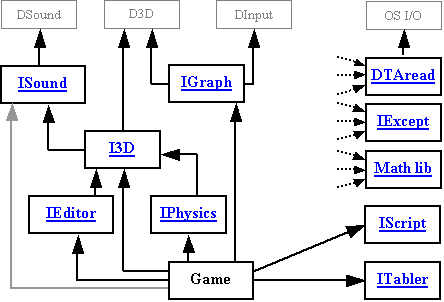 DSound
D3D
DInput
OS I/O
ISound
IGraph
DTAread
IExcept
I3D
Math lib
IEditor
IPhysics
IScript
Game
ITabler